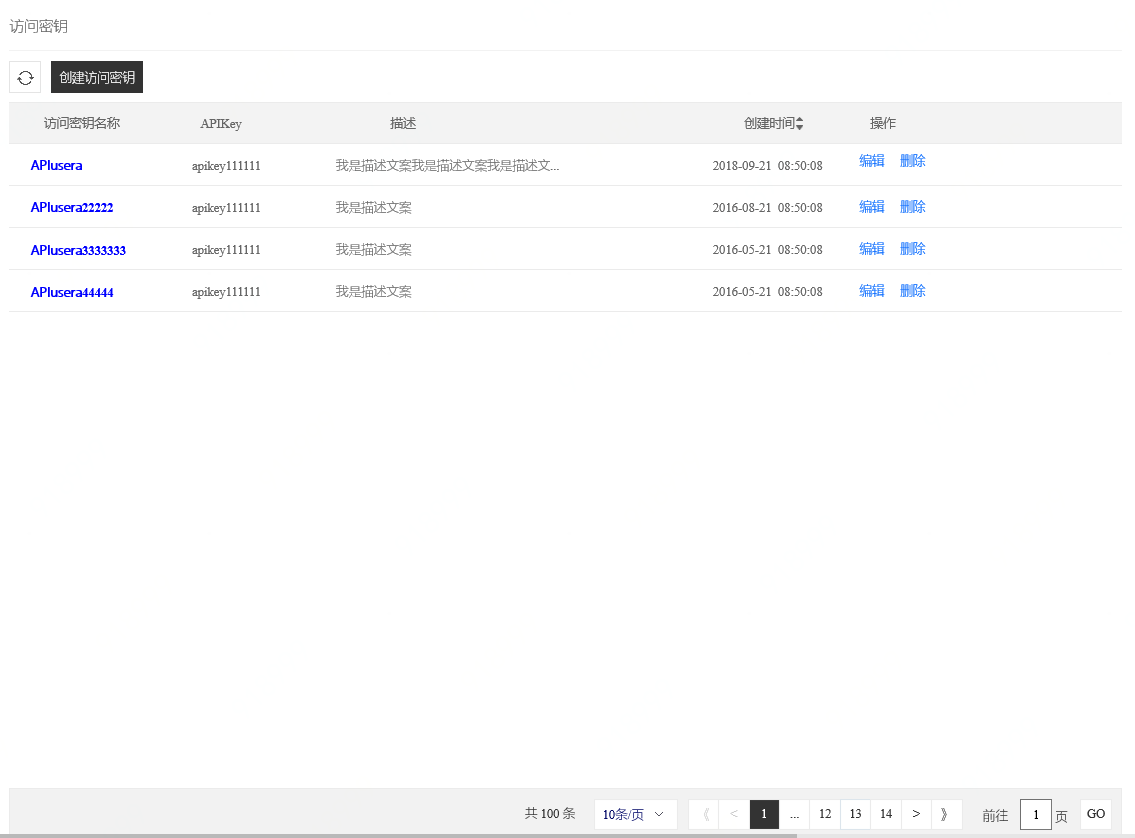 访问密钥
创建访问密钥
访问密钥名称 APIKey 描述 创建时间 操作
APIusera apikey111111 我是描述文案我是描述文案我是描述文... 2018-09-21 08:50:08 编辑 删除
APIusera22222 apikey111111 我是描述文案 2016-08-21 08:50:08 编辑 删除
APIusera3333333 apikey111111 我是描述文案 2016-05-21 08:50:08 编辑 删除
APIusera44444 apikey111111 我是描述文案 2016-05-21 08:50:08 编辑 删除
共 100 条 10条/页 《 < 1 ... 12 13 14 > 》 前往 1 页 GO